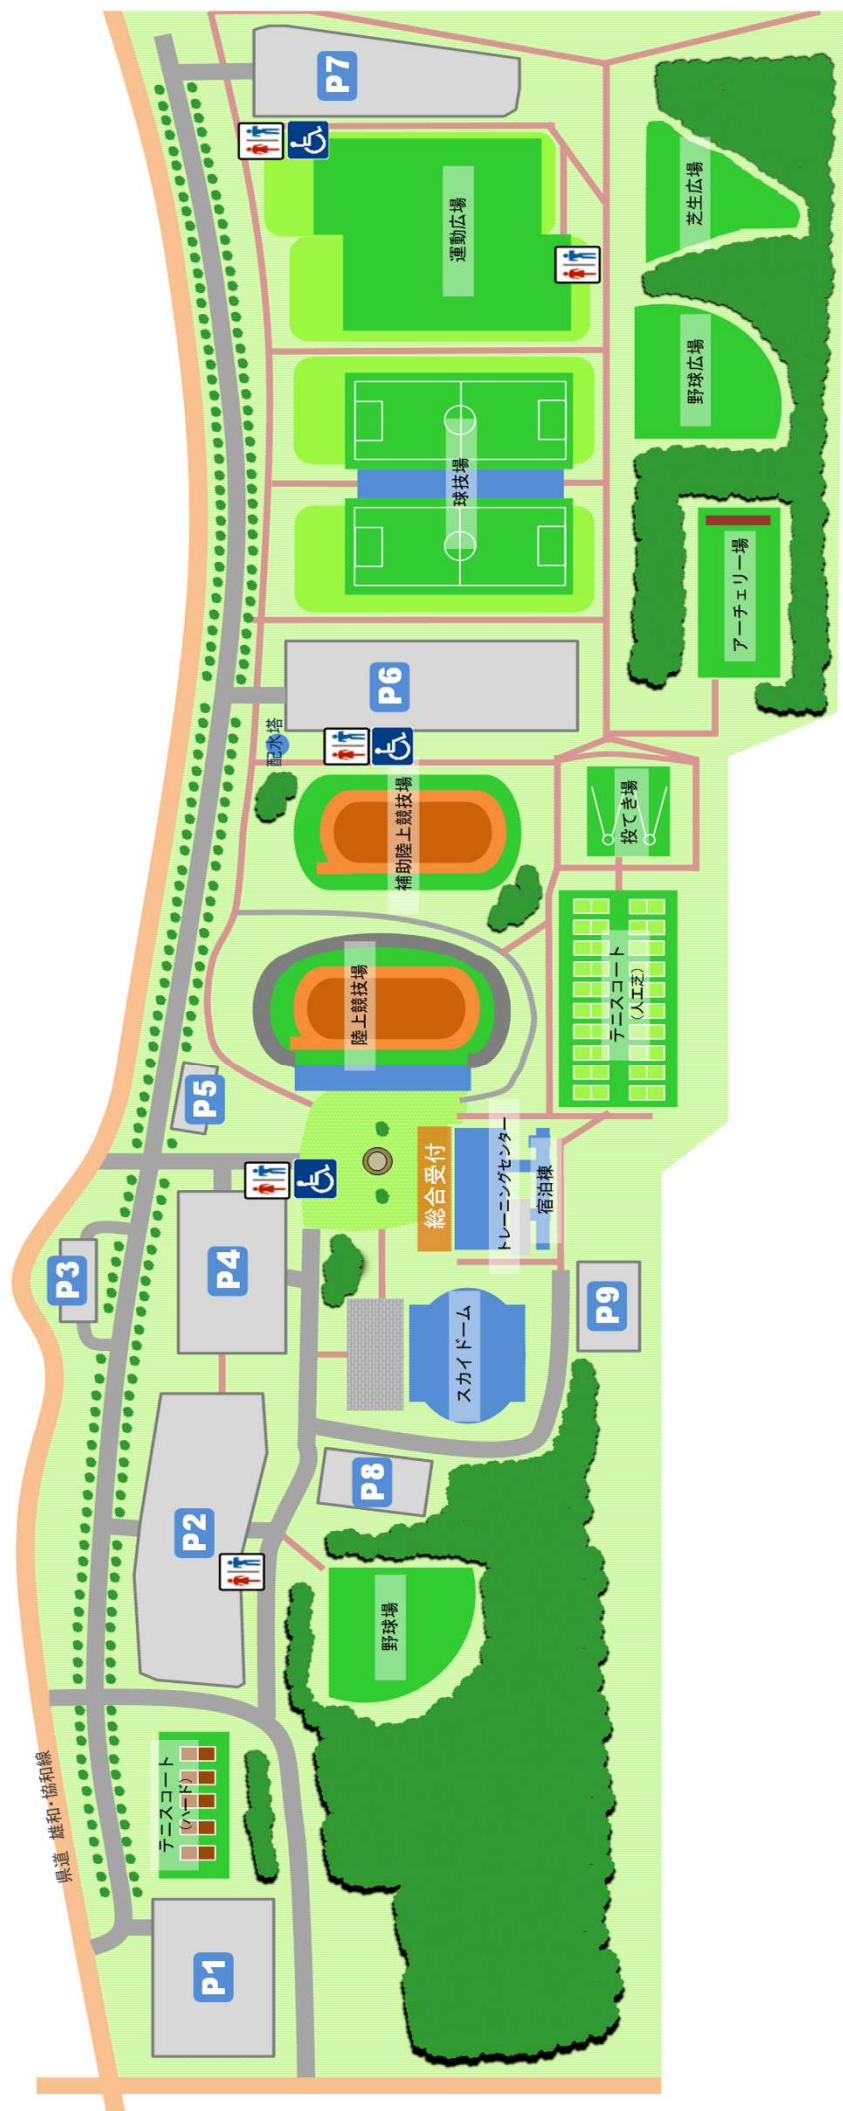 県道 雄和・協和線
P1
テニスコート
(ハード)
P2
野球場
P3
P4
P8
スカイドーム
P9
P5
総合受付
トレーニングセンター
宿泊棟
陸上競技場
テニスコート
(人工芝)
補助陸上競技場
投てき場
配水塔
P6
アーチェリー場
球技場
野球広場
運動広場
芝生広場
P7